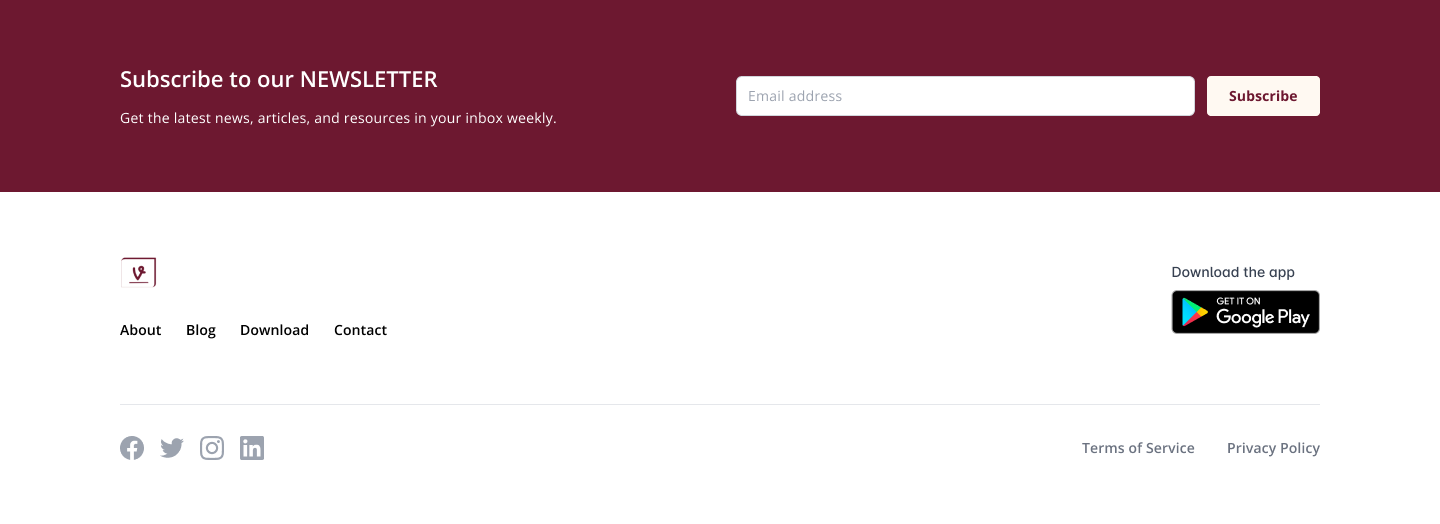 Subscribe to our NEWSLETTER
Get the latest news, articles, and resources in your inbox weekly.
Email address
Subscribe
Download the app
GET IT ON
Google Play
About Blog Download Contact
Terms of Service Privacy Policy